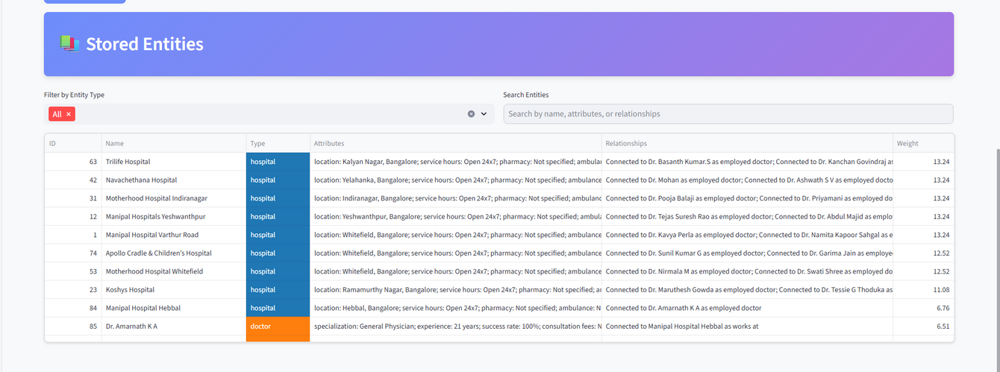 Stored Entities
Filter by Entity Type
Search Entities
All ×
Search by name, attributes, or relationships
ID Name Type Attributes Relationships Weight
63 Trilife Hospital hospital location: Kalyan Nagar, Bangalore; service hours: Open 24x7; pharmacy: Not specified; ambular Connected to Dr. Basanth Kumar.S as employed doctor; Connected to Dr. Kanchan Govindraj as 13.24
42 Navachethana Hospital hospital location: Yelahanka, Bangalore; service hours: Open 24x7; pharmacy: Not specified; ambulance Connected to Dr. Mohan as employed doctor; Connected to Dr. Ashwath S V as employed docto 13.24
31 Motherhood Hospital Indiranagar hospital location: Indiranagar, Bangalore; service hours: Open 24x7; pharmacy: Not specified; ambulanc Connected to Dr. Pooja Balaji as employed doctor; Connected to Dr. Priyamani as employed do 13.24
12 Manipal Hospitals Yeshwanthpur hospital location: Yeshwanthpur, Bangalore; service hours: Open 24x7; pharmacy: Not specified; ambula Connected to Dr. Tejas Suresh Rao as employed doctor; Connected to Dr. Abdul Majid as emplo 13.24
1 Manipal Hospital Varthur Road hospital location: Whitefield, Bangalore; service hours: Open 24x7; pharmacy: Not specified; ambulance Connected to Dr. Kavya Perla as employed doctor; Connected to Dr. Namita Kapoor Sahgal as e 13.24
74 Apollo Cradle & Children's Hospital hospital location: Whitefield, Bangalore; service hours: Open 24x7; pharmacy: Not specified; ambulance Connected to Dr. Sunil Kumar G as employed doctor; Connected to Dr. Garima Jain as employe 12.52
53 Motherhood Hospital Whitefield hospital location: Whitefield, Bangalore; service hours: Open 24x7; pharmacy: Not specified; ambulance Connected to Dr. Nirmala M as employed doctor; Connected to Dr. Swati Shree as employed do 12.52
23 Koshys Hospital hospital location: Ramamurthy Nagar, Bangalore; service hours: Open 24x7; pharmacy: Not specified; ar Connected to Dr. Maruthesh Gowda as employed doctor; Connected to Dr. Tessie G Thoduka as 11.08
84 Manipal Hospital Hebbal hospital location: Hebbal, Bangalore; service hours: Open 24x7; pharmacy: Not specified; ambulance: N Connected to Dr. Amarnath K A as employed doctor 6.76
85 Dr. Amarnath K A doctor specialization: General Physician; experience: 21 years; success rate: 100%; consultation fees: N Connected to Manipal Hospital Hebbal as works at 6.51